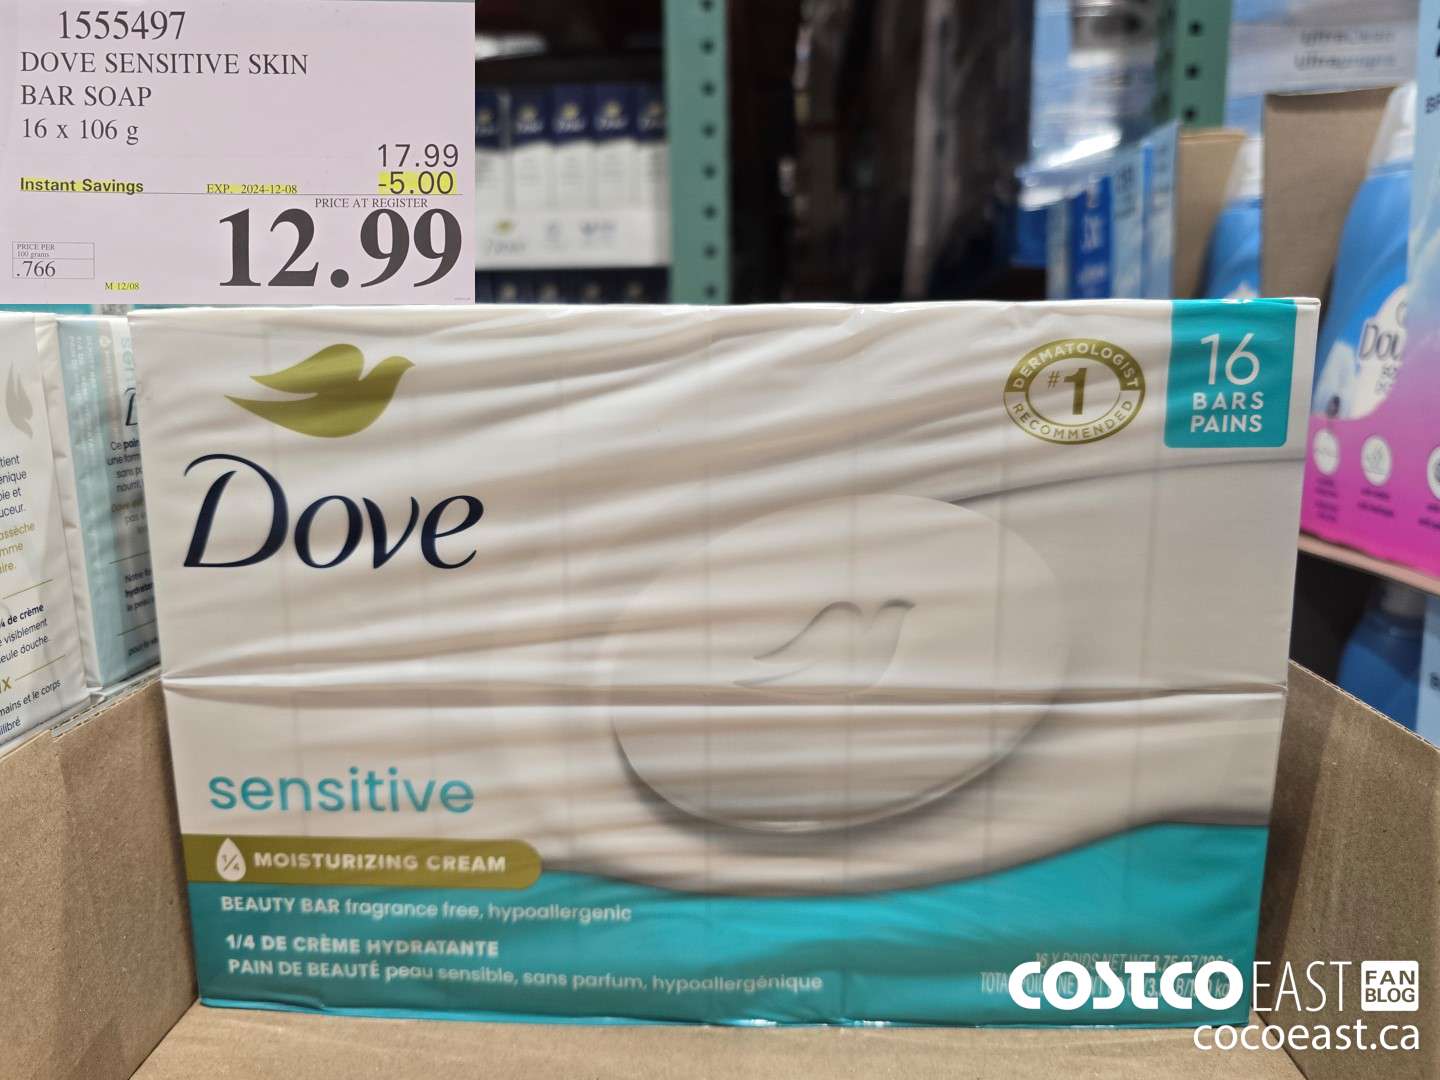 1555497
DOVE SENSITIVE SKIN
BAR SOAP
16 x 106 g
17.99
Instant Savings
EXP. 2024-12-08
-5.00
PRICE AT REGISTER
12.99
PRICE PER
100 grams
.766
M 12/08
Dove
DERMATOLOGIST
#1
RECOMMENDED
16
BARS
PAINS
sensitive
1/4 MOISTURIZING CREAM
BEAUTY BAR fragrance free, hypoallergenic
1/4 DE CRÈME HYDRATANTE
PAIN DE BEAUTÉ peau sensible, sans parfum, hypoallergénique
COSTCO EAST FAN
BLOG
cocoeast.ca